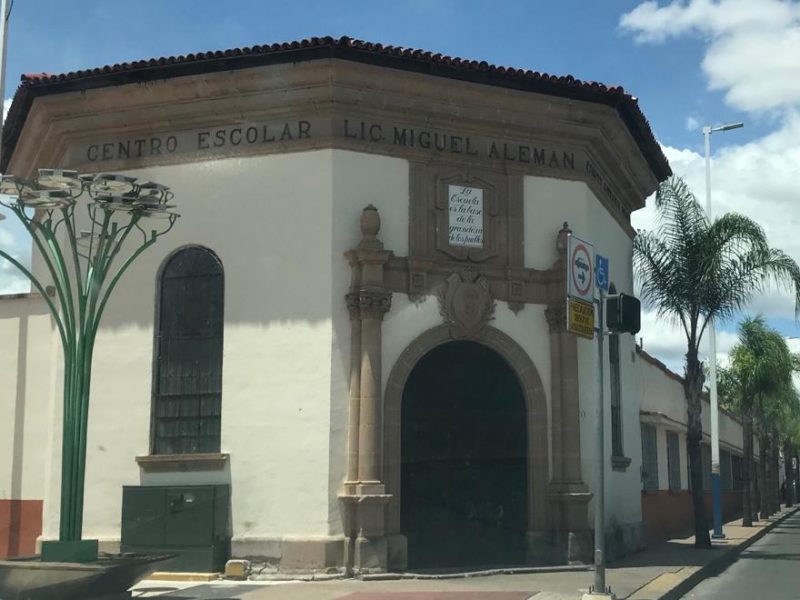 CENTRO ESCOLAR LIC. MIGUEL ALEMAN
La
Escuela
es la base
de la
grandeza
de los pueblos